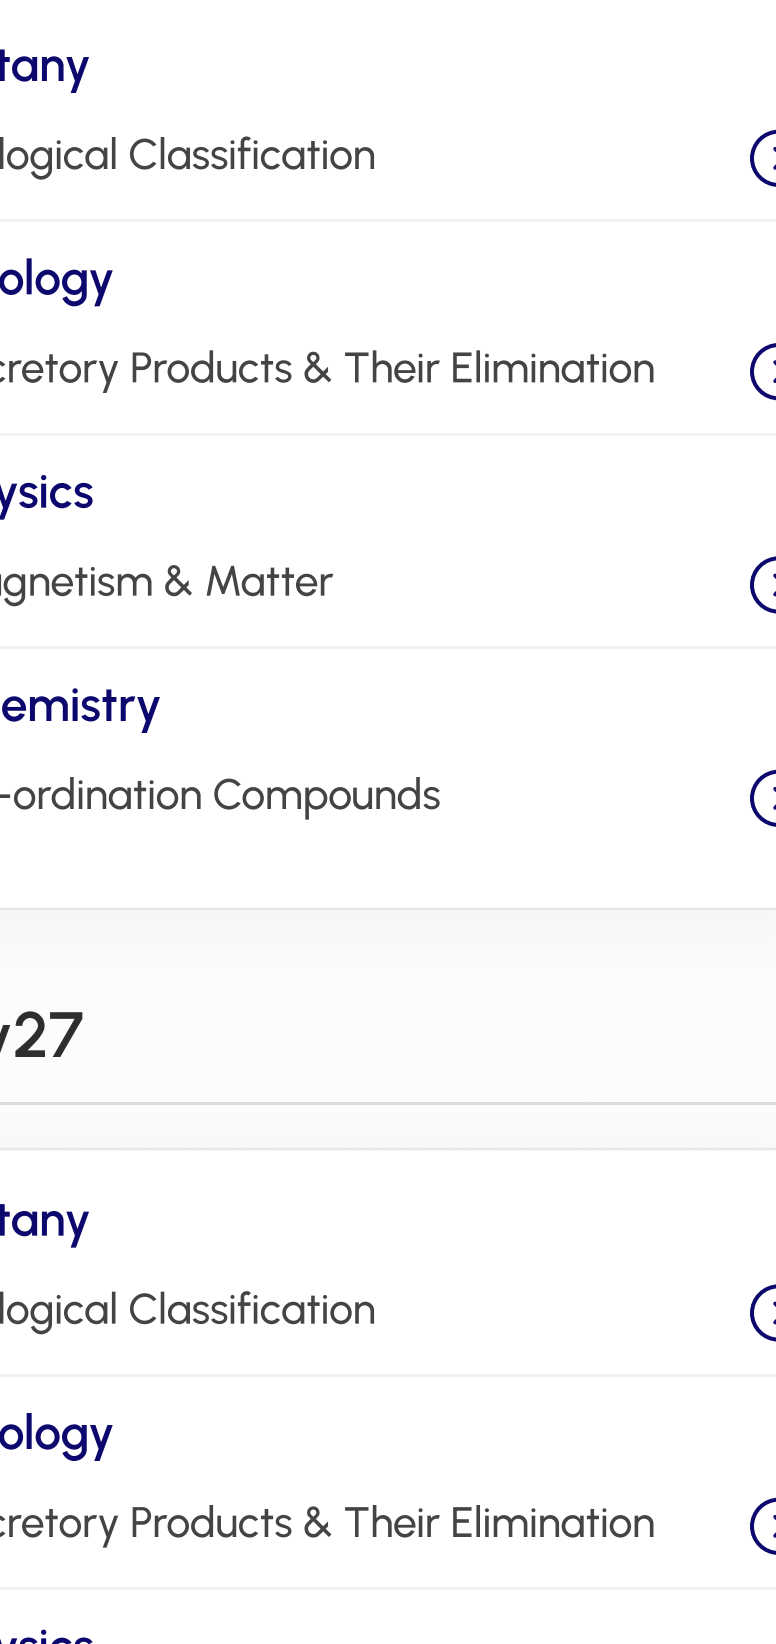 tany
logical Classification
ology
cretory Products & Their Elimination
ysics
gnetism & Matter
emistry
-ordination Compounds
y27
tany
logical Classification
ology
cretory Products & Their Elimination
ysics